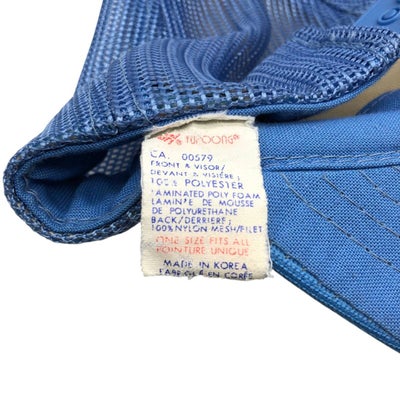 YUPOONG®
CA. 00579
FRONT & VISOR/
DEVANT & VISIÈRE;
100% POLYESTER
LAMINATED POLY FOAM
LAMINÉ DE MOUSSE
DE POLYURETHANE
BACK/DERRIERE;
100% NYLON MESH/FILET
ONE SIZE FITS ALL
POINTURE UNIQUE
MADE IN KOREA
FABRIQUÉ EN CORÉE